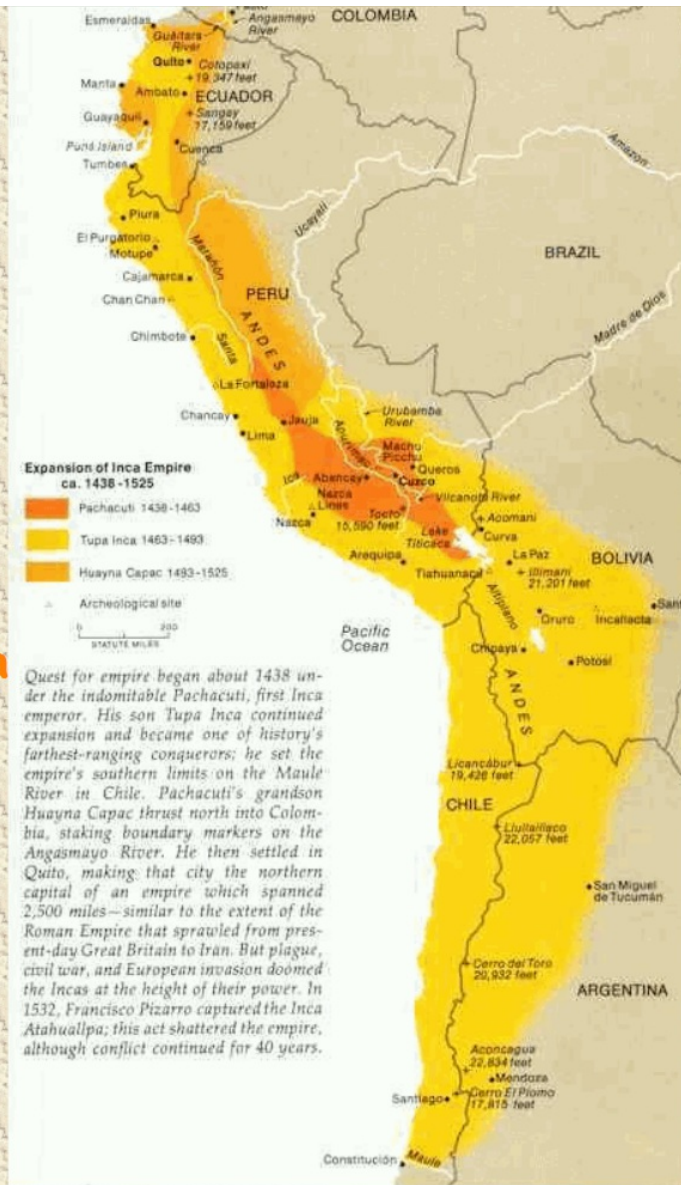 COLOMBIA
Esmeraldas
Angasmayo
River
Guáitara
River
Quito
Cotopaxi
19,347 feet
Manta
Ambato
ECUADOR
Sangay
17,159 feet
Guayaquil
Puná Island
Cuenca
Tumbes
Amazon
Ucayali
Piura
El Purgatorio
Motupe
Marañón
BRAZIL
Cajamarca
PERU
Chan Chan
ANDES
Madre de Dios
Chimbote
Santa
La Fortaleza
Chancay
Jauja
Urubamba
River
Lima
Apurímac
Machu
Picchu
Queros
Expansion of Inca Empire
ca. 1438-1525
Ica
Abancay
Cuzco
Pachacuti 1438-1463
Nazca
Lines
Vilcanota River
Tocto
15,590 feet
Acomani
Nazca
Lake
Titicaca
Curva
Tupa Inca 1463-1493
Arequipa
La Paz
BOLIVIA
Huayna Capac 1493-1525
Tiahuanaca
Illimani
21,201 feet
Altiplano
Archeological site
Oruro
Incallacta
Sant
0 200
STATUTE MILES
Pacific
Ocean
Chipaya
Potosí
ANDES
Quest for empire began about 1438 un-
der the indomitable Pachacuti, first Inca
emperor. His son Tupa Inca continued
expansion and became one of history's
farthest-ranging conquerors; he set the
empire's southern limits on the Maule
River in Chile. Pachacuti's grandson
Huayna Capac thrust north into Colom-
bia, staking boundary markers on the
Angasmayo River. He then settled in
Quito, making that city the northern
capital of an empire which spanned
2,500 miles—similar to the extent of the
Roman Empire that sprawled from pres-
ent-day Great Britain to Iran. But plague,
civil war, and European invasion doomed
the Incas at the height of their power. In
1532, Francisco Pizarro captured the Inca
Atahuallpa; this act shattered the empire,
although conflict continued for 40 years.
Licancábur
19,426 feet
CHILE
Llullaillaco
22,057 feet
San Miguel
de Tucumán
Cerro del Toro
20,932 feet
ARGENTINA
Aconcagua
22,834 feet
Mendoza
Santiago
Cerro El Plomo
17,815 feet
Constitución
Maule